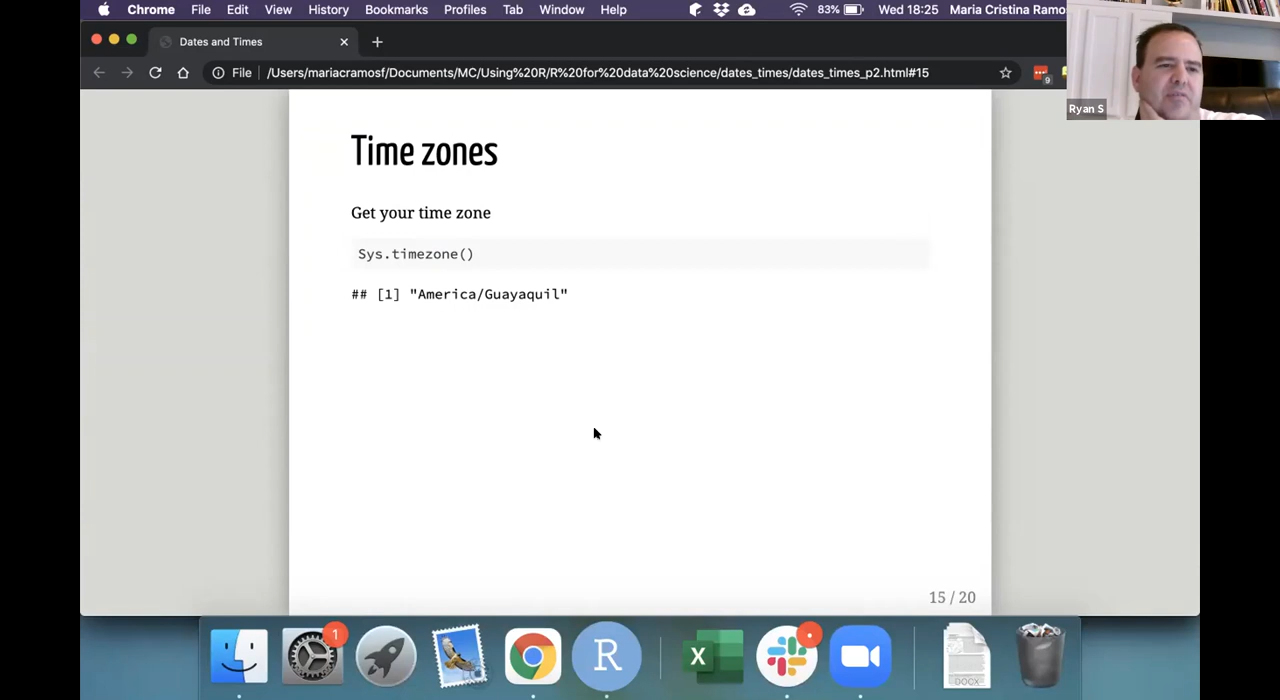 Chrome File Edit View History Bookmarks Profiles Tab Window Help 83% Wed 18:25 Maria Cristina Ramos
Dates and Times
File /Users/mariacramosf/Documents/MC/Using%20R/R%20for%20data%20science/dates_times/dates_times_p2.html#15
9
Ryan S
Time zones
Get your time zone
Sys.timezone()
## [1] "America/Guayaquil"
15 / 20
1
R
X
DOCX